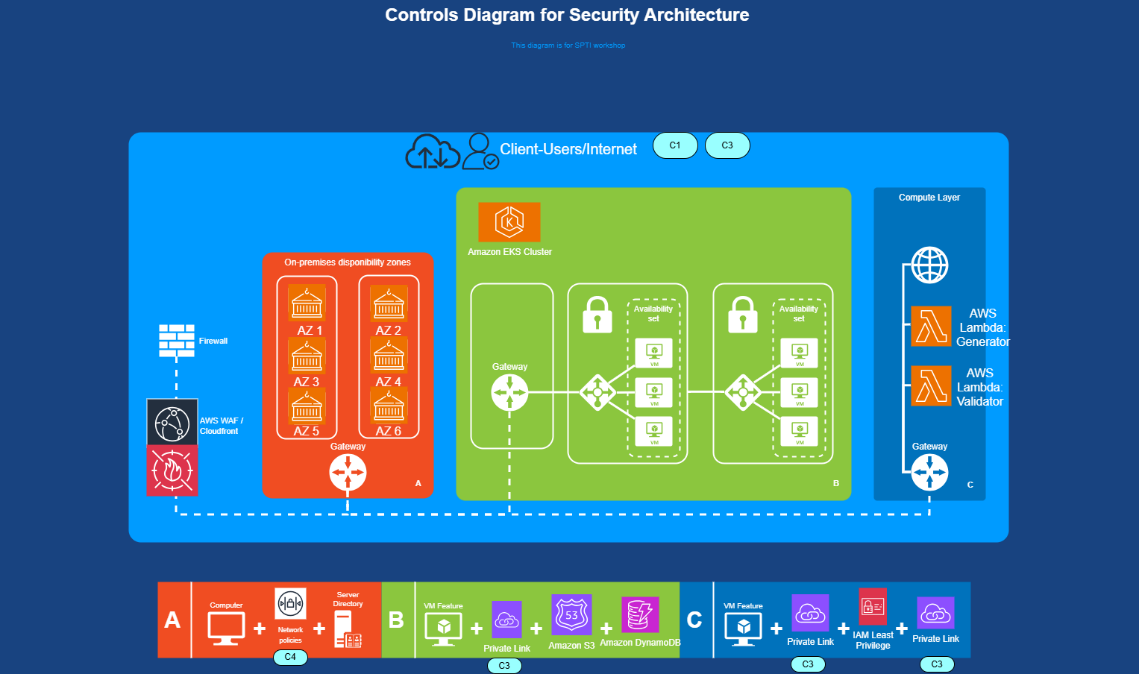 Controls Diagram for Security Architecture
This diagram is for SPTI workshop
Client-Users/Internet
C1
C3
Compute Layer
Amazon EKS Cluster
On-premises disponibility zones
AZ 1
AZ 2
AZ 3
AZ 4
AZ 5
AZ 6
Gateway
A
Firewall
AWS WAF /
Cloudfront
Gateway
Availability
set
VM
VM
VM
Availability
set
VM
VM
VM
B
AWS
Lambda:
Generator
AWS
Lambda:
Validator
Gateway
C
A
Computer
+
Network
policies
C4
+
Server
Directory
B
VM Feature
+
Private Link
C3
+
53
Amazon S3
+
Amazon DynamoDB
C
VM Feature
+
Private Link
C3
+
IAM Least
Privilege
+
Private Link
C3